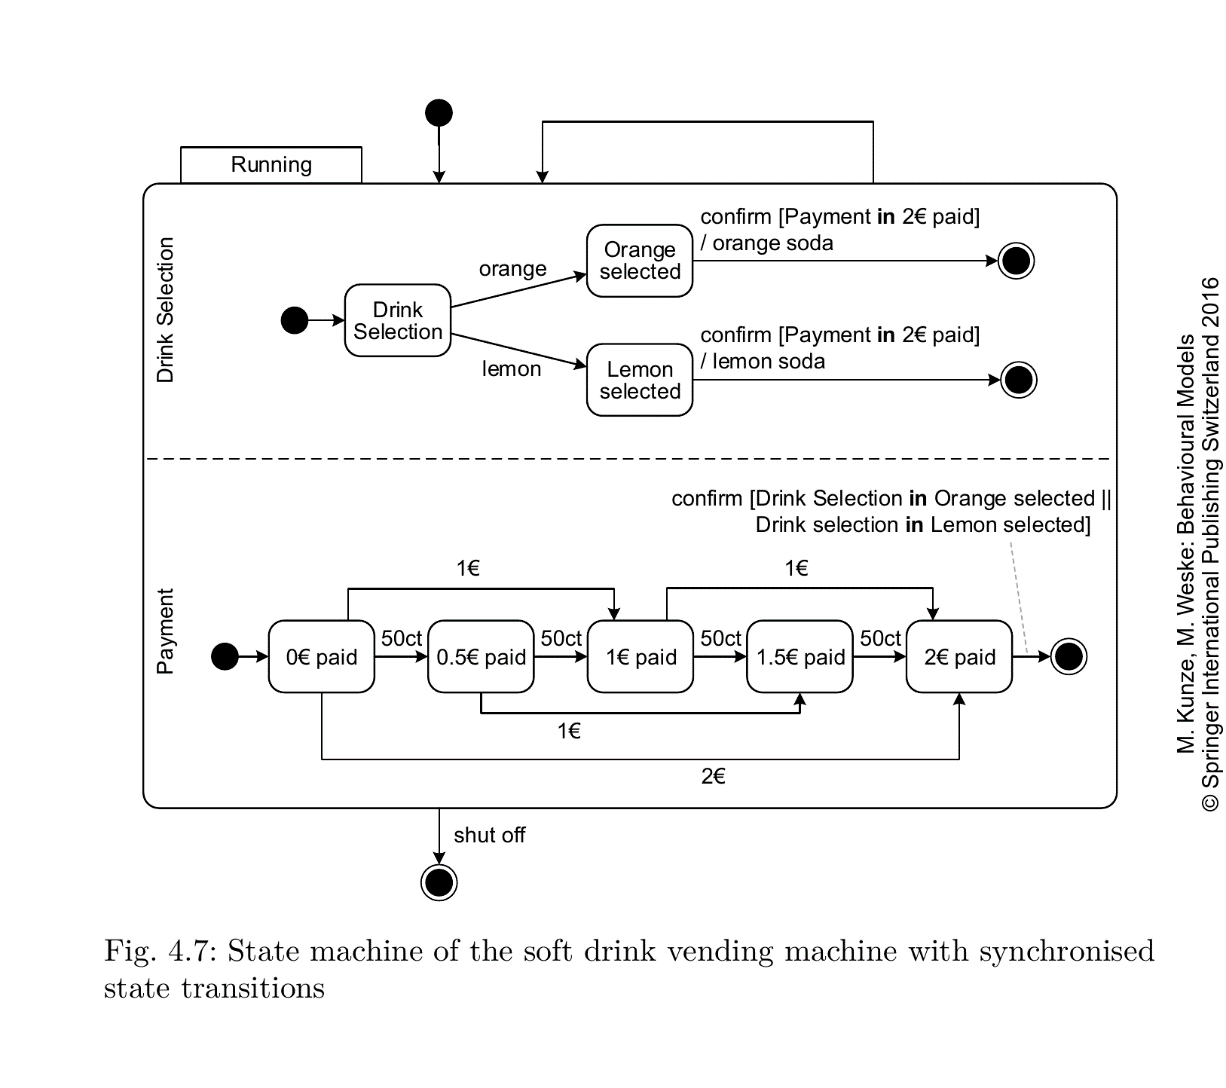 Running
Drink Selection
Drink
Selection
orange
lemon
Orange
selected
confirm [Payment in 2€ paid]
/ orange soda
Lemon
selected
confirm [Payment in 2€ paid]
/ lemon soda
Payment
confirm [Drink Selection in Orange selected ||
Drink selection in Lemon selected]
1€
1€
0€ paid
50ct
0.5€ paid
50ct
1€ paid
50ct
1.5€ paid
50ct
2€ paid
1€
2€
shut off
M. Kunze, M. Weske: Behavioural Models
© Springer International Publishing Switzerland 2016
Fig. 4.7: State machine of the soft drink vending machine with synchronised
state transitions